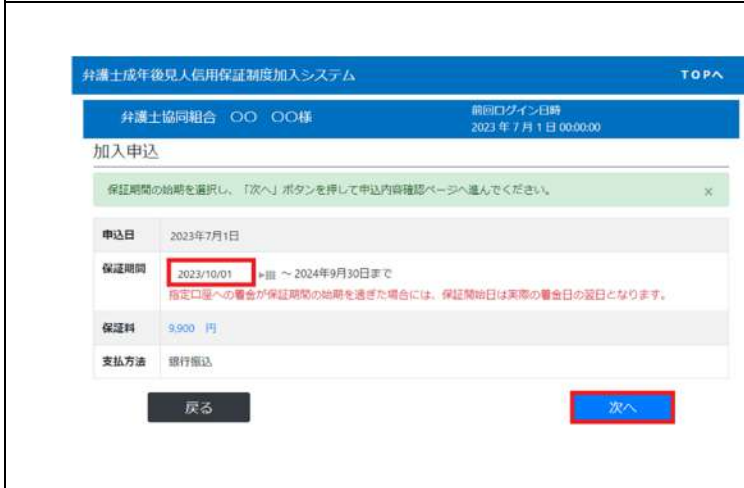 弁護士成年後見人信用保証制度加入システム TOPへ
弁護士協同組合 〇〇 〇〇様 前回ログイン日時
2023 年 7 月 1 日 00:00:00
加入申込
保証期間の始期を選択し、「次へ」ボタンを押して申込内容確認ページへ進んでください。 ×
申込日 2023年7月1日
保証期間 2023/10/01 ～ 2024年9月30日まで
指定口座への着金が保証期間の始期を過ぎた場合には、保証開始日は実際の着金日の翌日となります。
保証料 9,900 円
支払方法 銀行振込
戻る 次へ